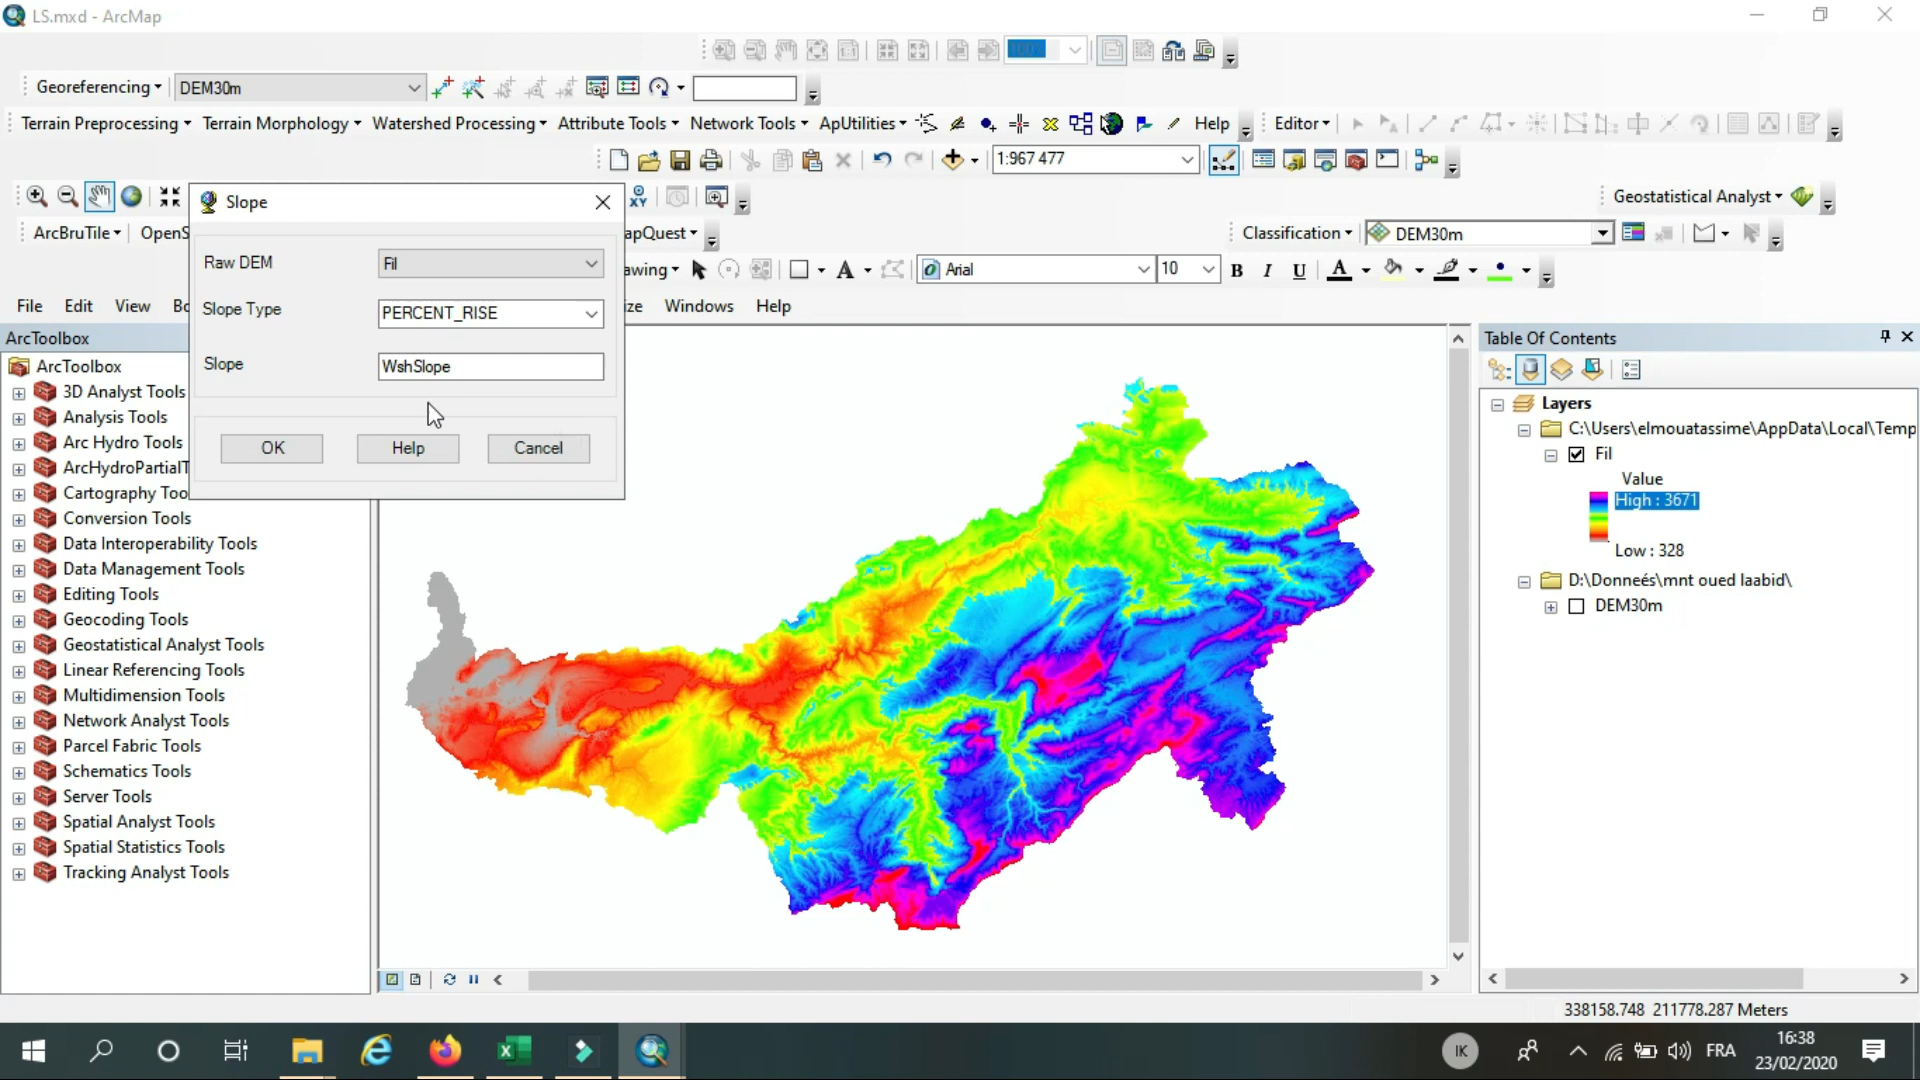 LS.mxd - ArcMap
100%
Georeferencing
DEM30m
Terrain Preprocessing
Terrain Morphology
Watershed Processing
Attribute Tools
Network Tools
ApUtilities
Help
Editor
1:967 477
XY
Geostatistical Analyst
ArcBruTile
OpenS
apQuest
Classification
DEM30m
awing
A
Arial
10
B
I
U
A
File
Edit
View
Bo
ize
Windows
Help
Slope
Raw DEM
Fil
Slope Type
PERCENT_RISE
Slope
WshSlope
OK
Help
Cancel
ArcToolbox
ArcToolbox
3D Analyst Tools
Analysis Tools
Arc Hydro Tools
ArcHydroPartialT
Cartography Too
Conversion Tools
Data Interoperability Tools
Data Management Tools
Editing Tools
Geocoding Tools
Geostatistical Analyst Tools
Linear Referencing Tools
Multidimension Tools
Network Analyst Tools
Parcel Fabric Tools
Schematics Tools
Server Tools
Spatial Analyst Tools
Spatial Statistics Tools
Tracking Analyst Tools
Table Of Contents
Layers
C:\Users\elmouatassime\AppData\Local\Temp
Fil
Value
High : 3671
Low : 328
D:\Donneés\mnt oued laabid\
DEM30m
338158.748 211778.287 Meters
IK
FRA
16:38
23/02/2020